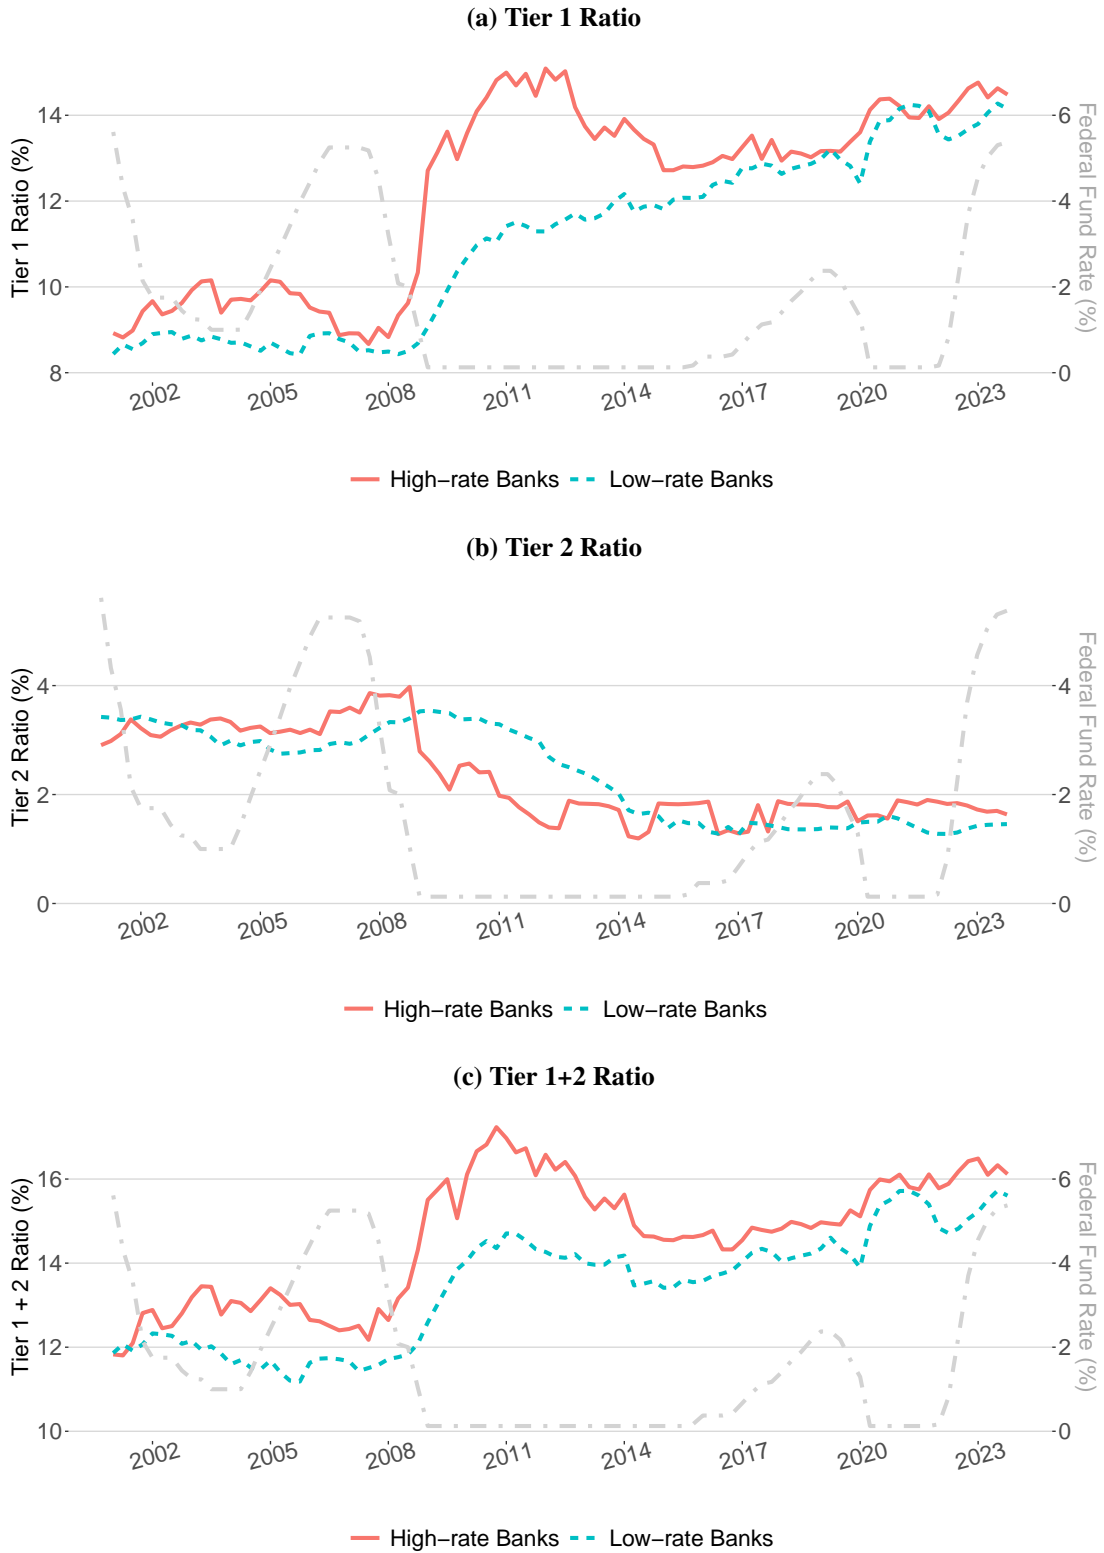 (a) Tier 1 Ratio
Tier 1 Ratio (%)
14
12
10
8
6
4
2
0
Federal Fund Rate (%)
2002 2005 2008 2011 2014 2017 2020 2023
High−rate Banks Low−rate Banks
(b) Tier 2 Ratio
Tier 2 Ratio (%)
4
2
0
4
2
0
Federal Fund Rate (%)
2002 2005 2008 2011 2014 2017 2020 2023
High−rate Banks Low−rate Banks
(c) Tier 1+2 Ratio
Tier 1 + 2 Ratio (%)
16
14
12
10
6
4
2
0
Federal Fund Rate (%)
2002 2005 2008 2011 2014 2017 2020 2023
High−rate Banks Low−rate Banks